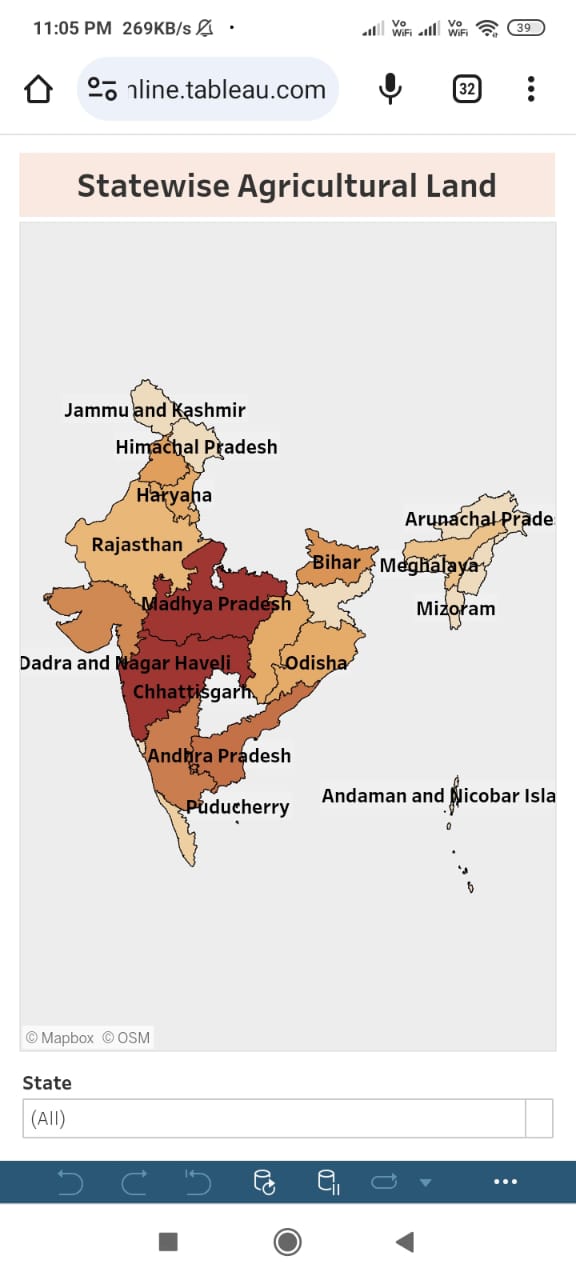 11:05 PM 269KB/s
Vo WiFi
Vo WiFi
39
nline.tableau.com
32
Statewise Agricultural Land
Jammu and Kashmir
Himachal Pradesh
Haryana
Arunachal Prade
Rajasthan
Bihar
Meghalaya
Madhya Pradesh
Mizoram
Dadra and Nagar Haveli
Odisha
Chhattisgarh
Andhra Pradesh
Andaman and Nicobar Isla
Puducherry
© Mapbox © OSM
State
(All)